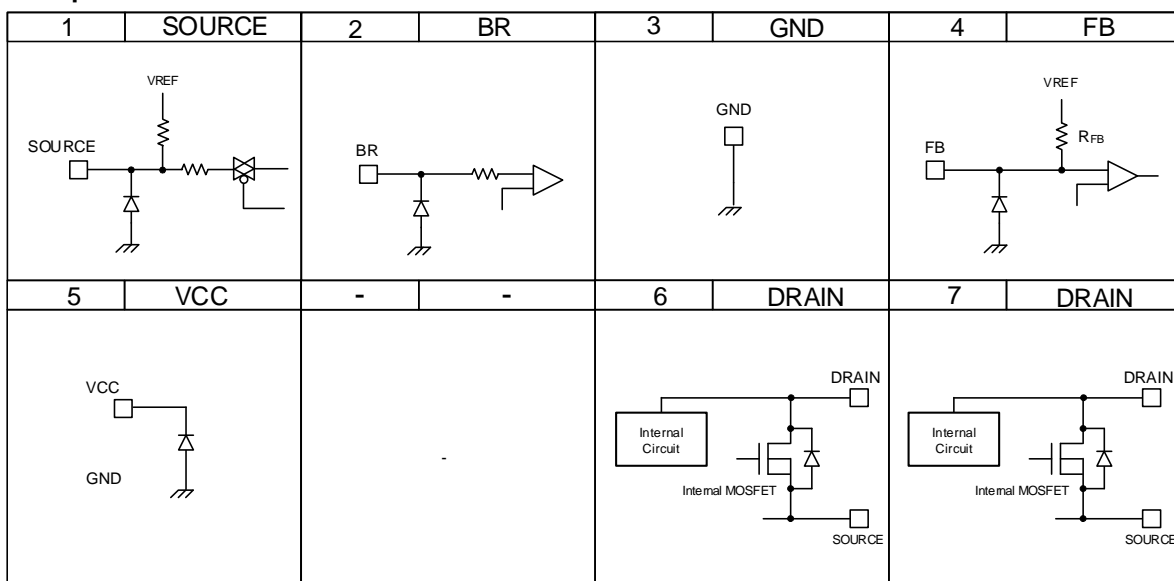 1 SOURCE 2 BR 3 GND 4 FB
VREF
SOURCE
BR
GND
VREF
RFB
FB
5 VCC - - 6 DRAIN 7 DRAIN
VCC
GND
-
DRAIN
Internal
Circuit
Internal MOSFET
SOURCE
DRAIN
Internal
Circuit
Internal MOSFET
SOURCE